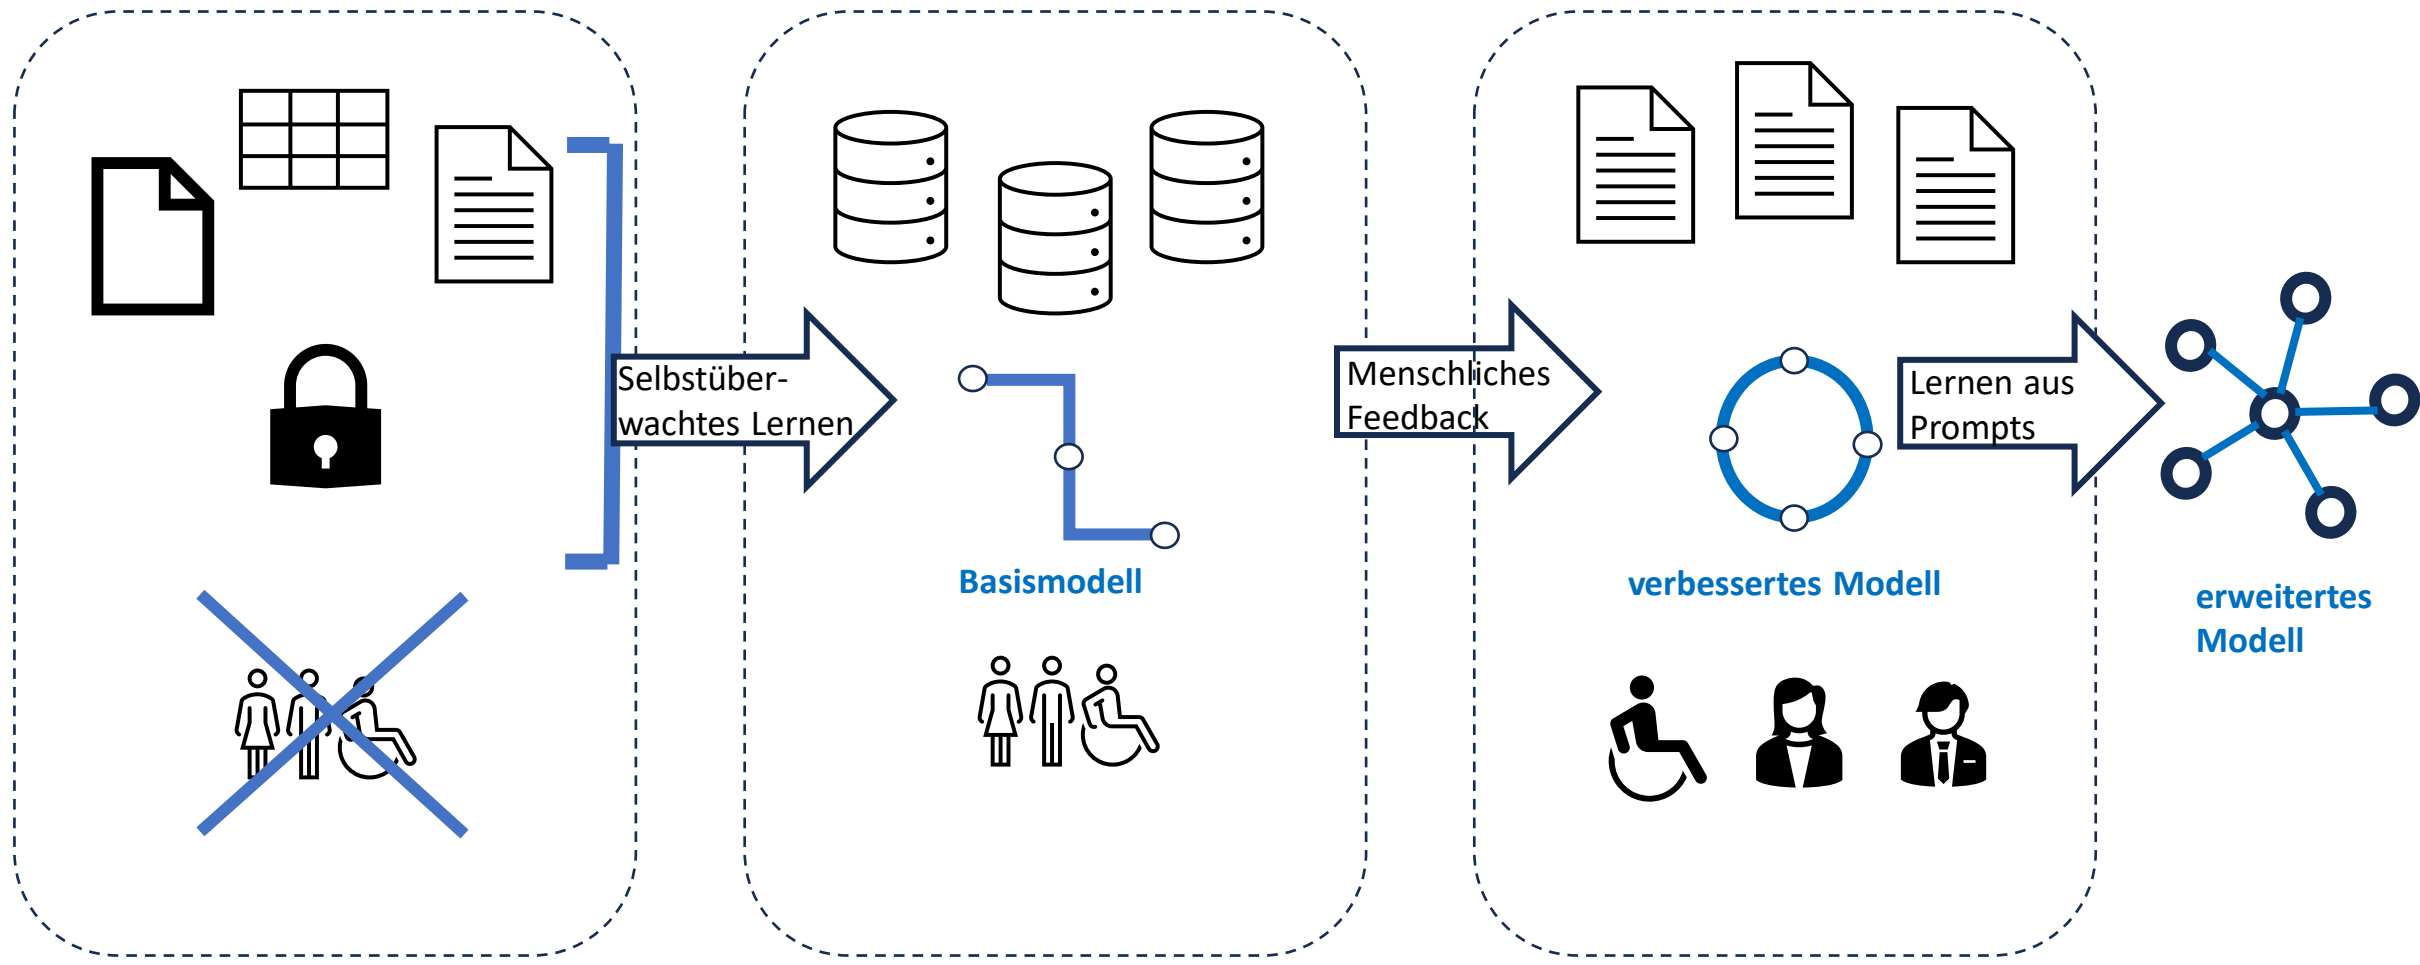 Selbstüber-
wachtes Lernen
Basismodell
Menschliches
Feedback
verbessertes Modell
Lernen aus
Prompts
erweitertes
Modell